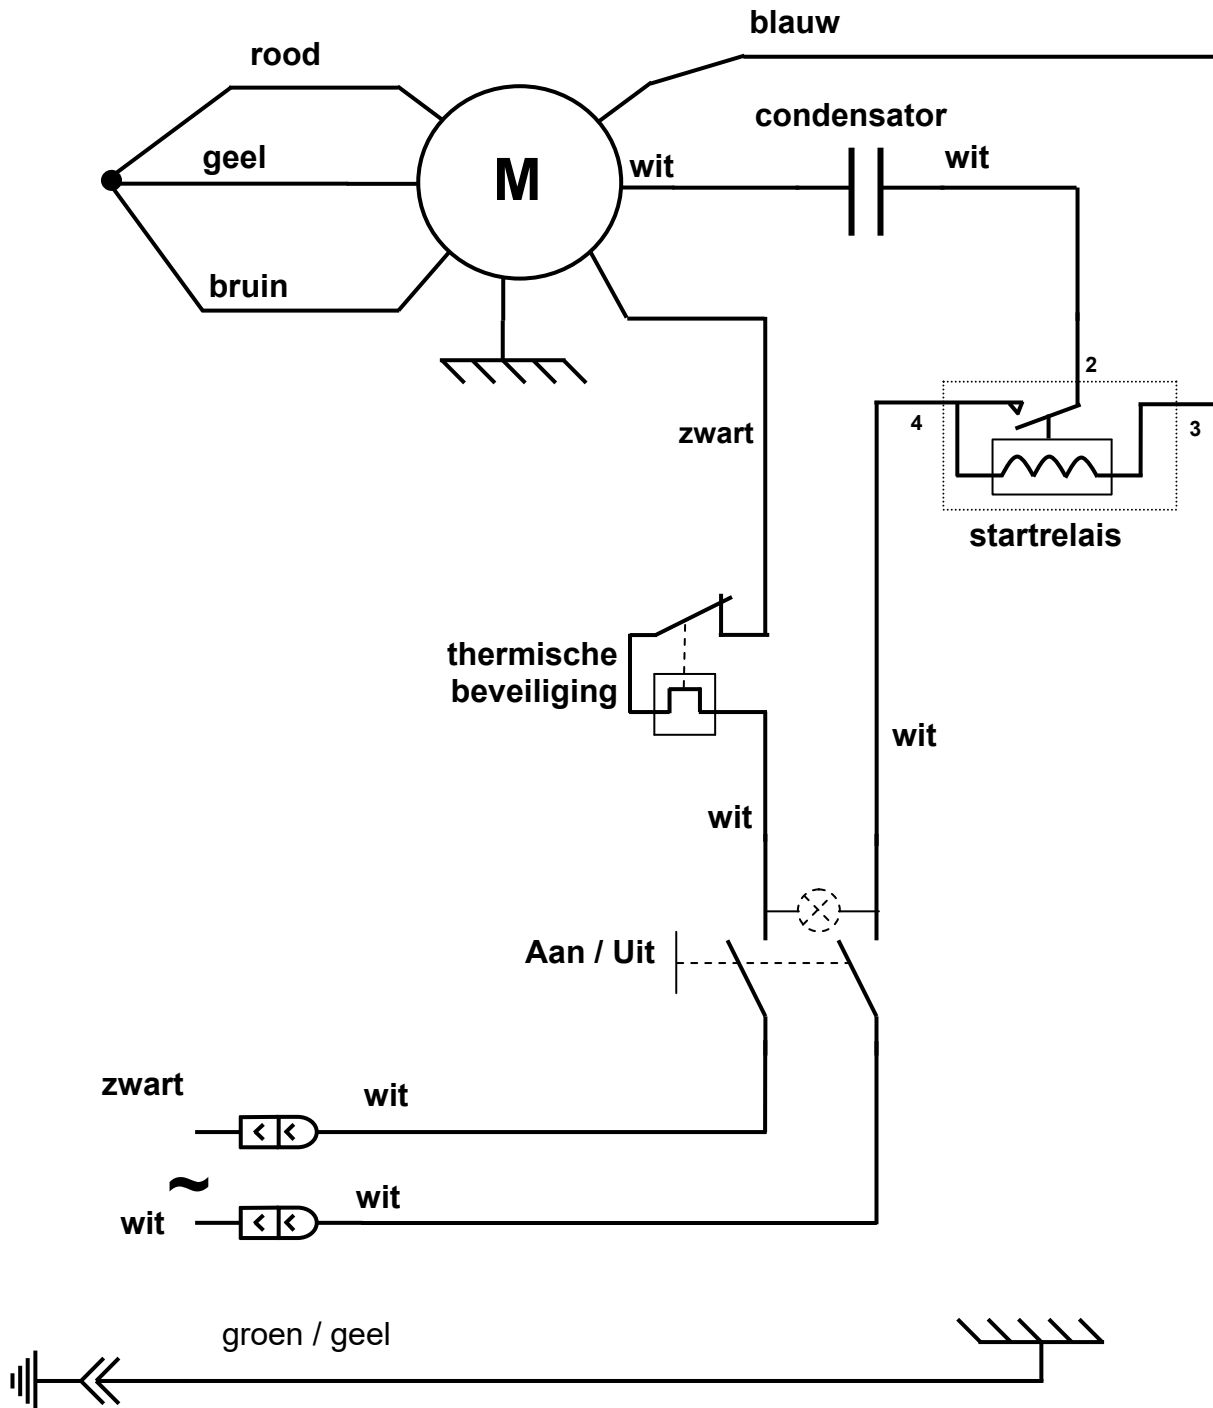 blauw
rood
condensator
geel
M
wit
wit
bruin
2
4
3
zwart
startrelais
thermische
beveiliging
wit
wit
Aan / Uit
zwart
wit
~
wit
wit
groen / geel